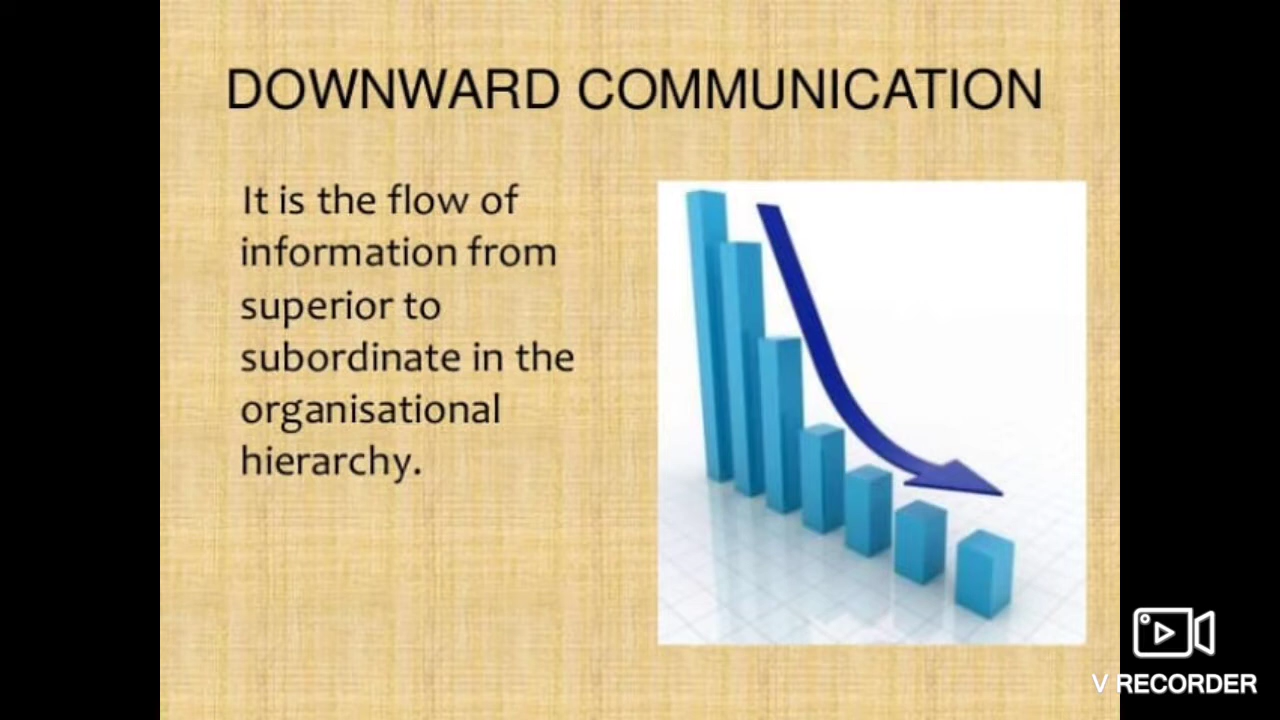 DOWNWARD COMMUNICATION
It is the flow of
information from
superior to
subordinate in the
organisational
hierarchy.
V RECORDER